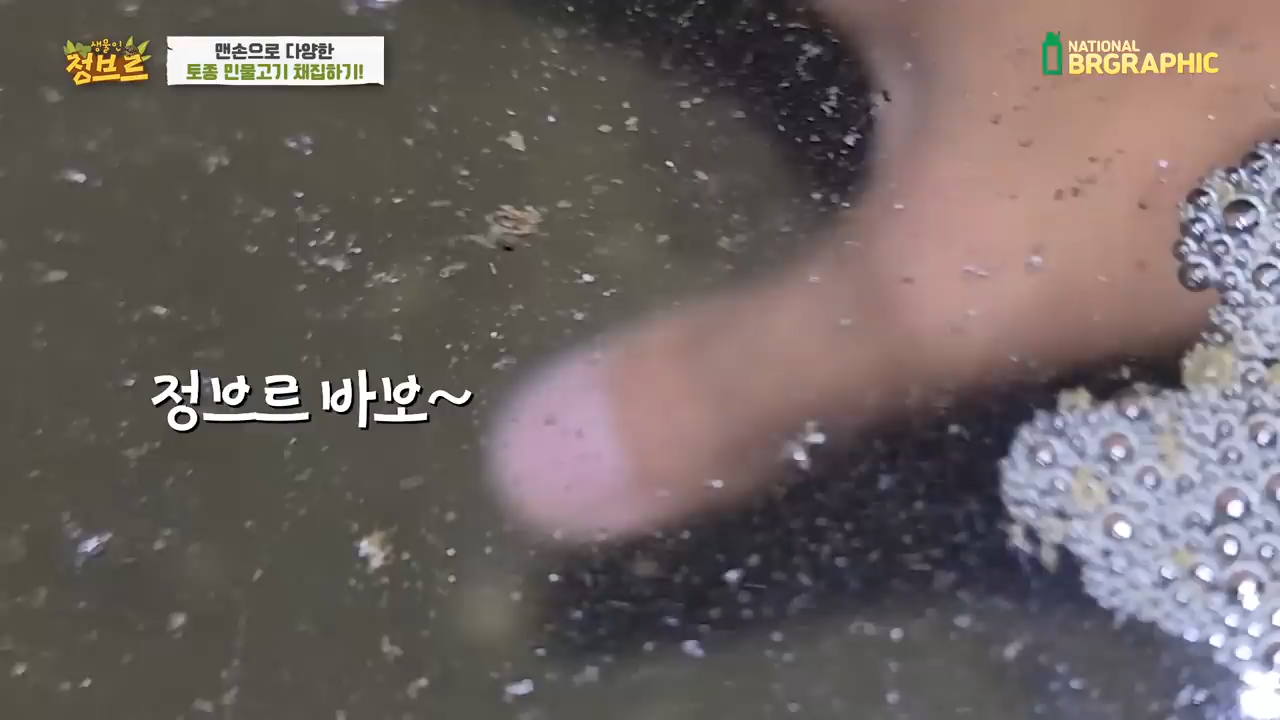 생물인
정브르
맨손으로 다양한
토종 민물고기 채집하기!
NATIONAL
BRGRAPHIC
정브르 바보~